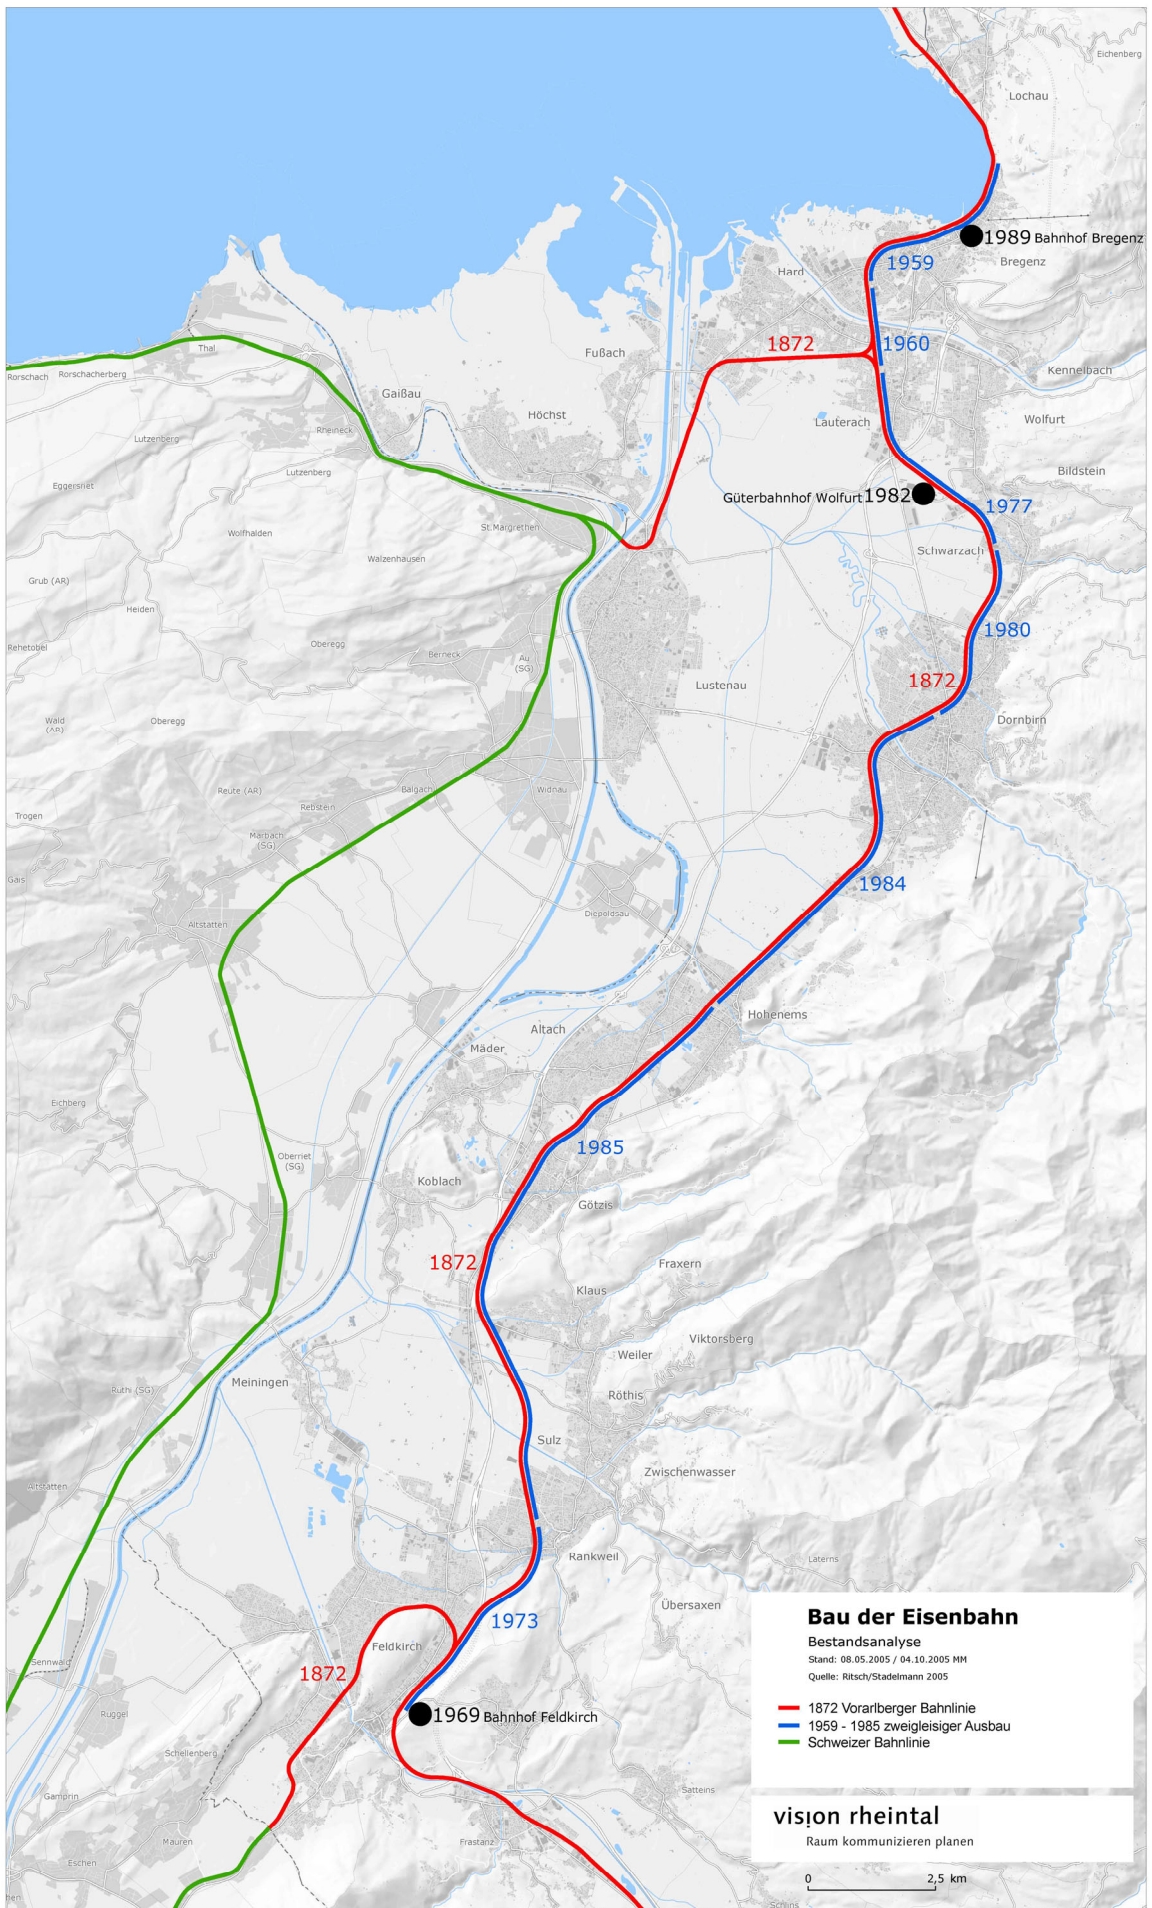 Eichenberg
Lochau
1989 Bahnhof Bregenz
Bregenz
1959
Hard
1872
1960
Fußach
Thal
Rorschach
Rorschacherberg
Kennelbach
Gaißau
Höchst
Lauterach
Wolfurt
Rheineck
Lutzenberg
Lutzenberg
Bildstein
Eggersriet
Güterbahnhof Wolfurt 1982
1977
St.Margrethen
Wolfhalden
Schwarzach
Walzenhausen
Grub (AR)
Heiden
1980
Rehetobel
Oberegg
Berneck
Au
(SG)
1872
Lustenau
Wald
(AR)
Oberegg
Dornbirn
Reute (AR)
Balgach
Widnau
Rebstein
Trogen
Marbach
(SG)
Gais
1984
Diepoldsau
Altstätten
Hohenems
Altach
Mäder
Eichberg
1985
Oberriet
(SG)
Koblach
Götzis
1872
Fraxern
Klaus
Viktorsberg
Weiler
Meiningen
Rüthi (SG)
Röthis
Sulz
Zwischenwasser
Altstätten
Rankweil
Laterns
Übersaxen
1973
Feldkirch
Sennwald
1872
Ruggell
1969 Bahnhof Feldkirch
Schellenberg
Gamprin
Satteins
Mauren
Frastanz
Eschen
Schlins
Bau der Eisenbahn
Bestandsanalyse
Stand: 08.05.2005 / 04.10.2005 MM
Quelle: Ritsch/Stadelmann 2005
1872 Vorarlberger Bahnlinie
1959 - 1985 zweigleisiger Ausbau
Schweizer Bahnlinie
vision rheintal
Raum kommunizieren planen
0 2,5 km